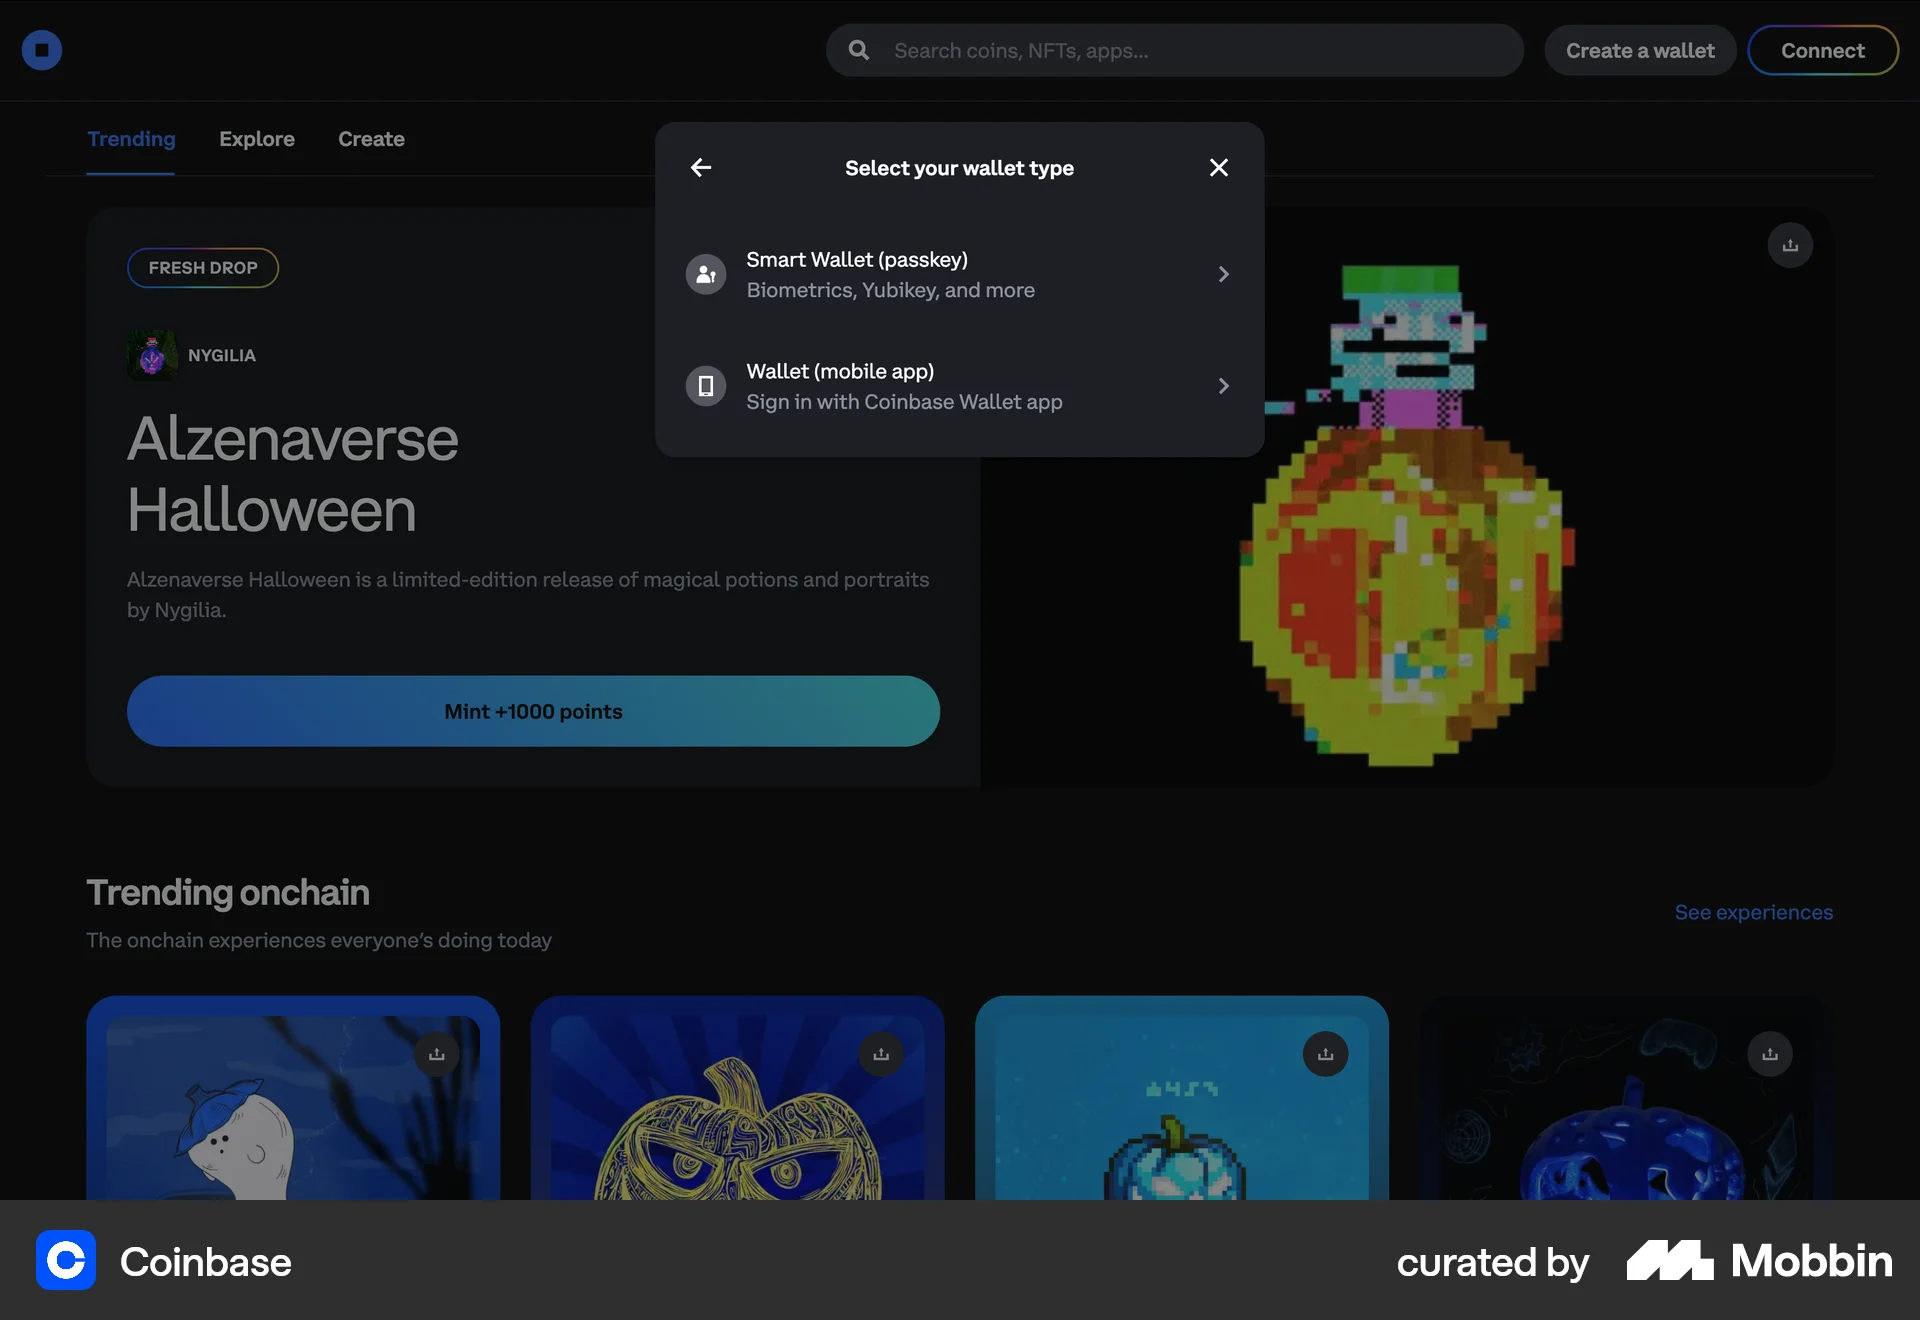 Search coins, NFTs, apps...
Create a wallet
Connect
Trending
Explore
Create
Select your wallet type
Smart Wallet (passkey)
Biometrics, Yubikey, and more
Wallet (mobile app)
Sign in with Coinbase Wallet app
FRESH DROP
NYGILIA
Alzenaverse
Halloween
Alzenaverse Halloween is a limited-edition release of magical potions and portraits
by Nygilia.
Mint +1000 points
Trending onchain
The onchain experiences everyone’s doing today
See experiences
Coinbase
curated by
Mobbin